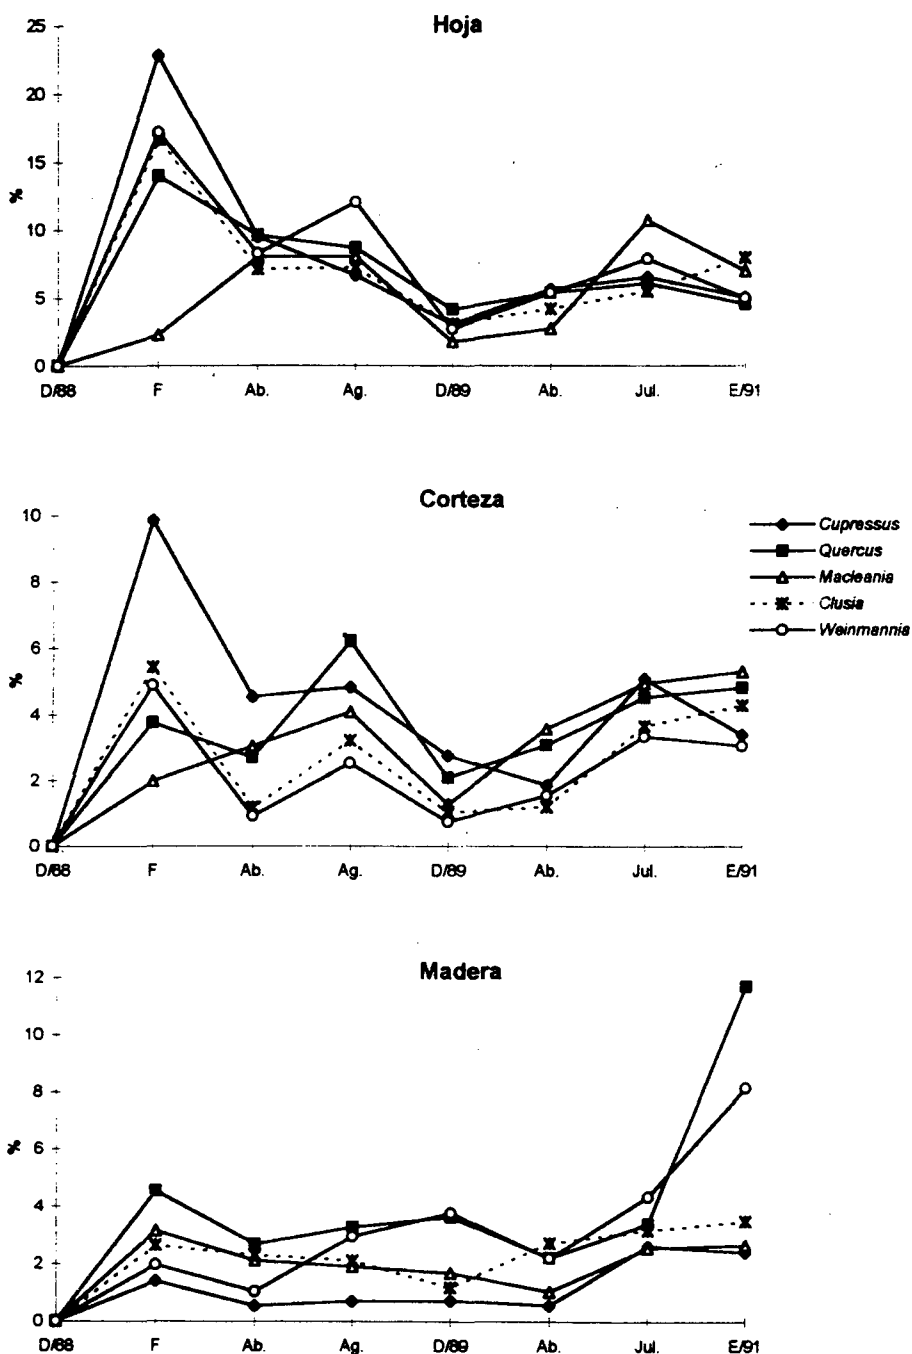 Hoja
25
20
15
10
5
0
%
D/88 F Ab. Ag. D/89 Ab. Jul. E/91
Corteza
10
8
6
4
2
0
%
D/88 F Ab. Ag. D/89 Ab. Jul. E/91
Cupressus
Quercus
Macleania
Clusia
Weinmannia
Madera
12
10
8
6
4
2
0
%
D/88 F Ab. Ag. D/89 Ab. Jul. E/91